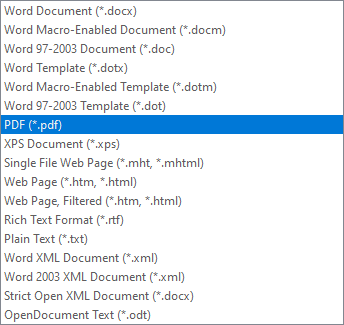 Word Document (*.docx)
Word Macro-Enabled Document (*.docm)
Word 97-2003 Document (*.doc)
Word Template (*.dotx)
Word Macro-Enabled Template (*.dotm)
Word 97-2003 Template (*.dot)
PDF (*.pdf)
XPS Document (*.xps)
Single File Web Page (*.mht, *.mhtml)
Web Page (*.htm, *.html)
Web Page, Filtered (*.htm, *.html)
Rich Text Format (*.rtf)
Plain Text (*.txt)
Word XML Document (*.xml)
Word 2003 XML Document (*.xml)
Strict Open XML Document (*.docx)
OpenDocument Text (*.odt)